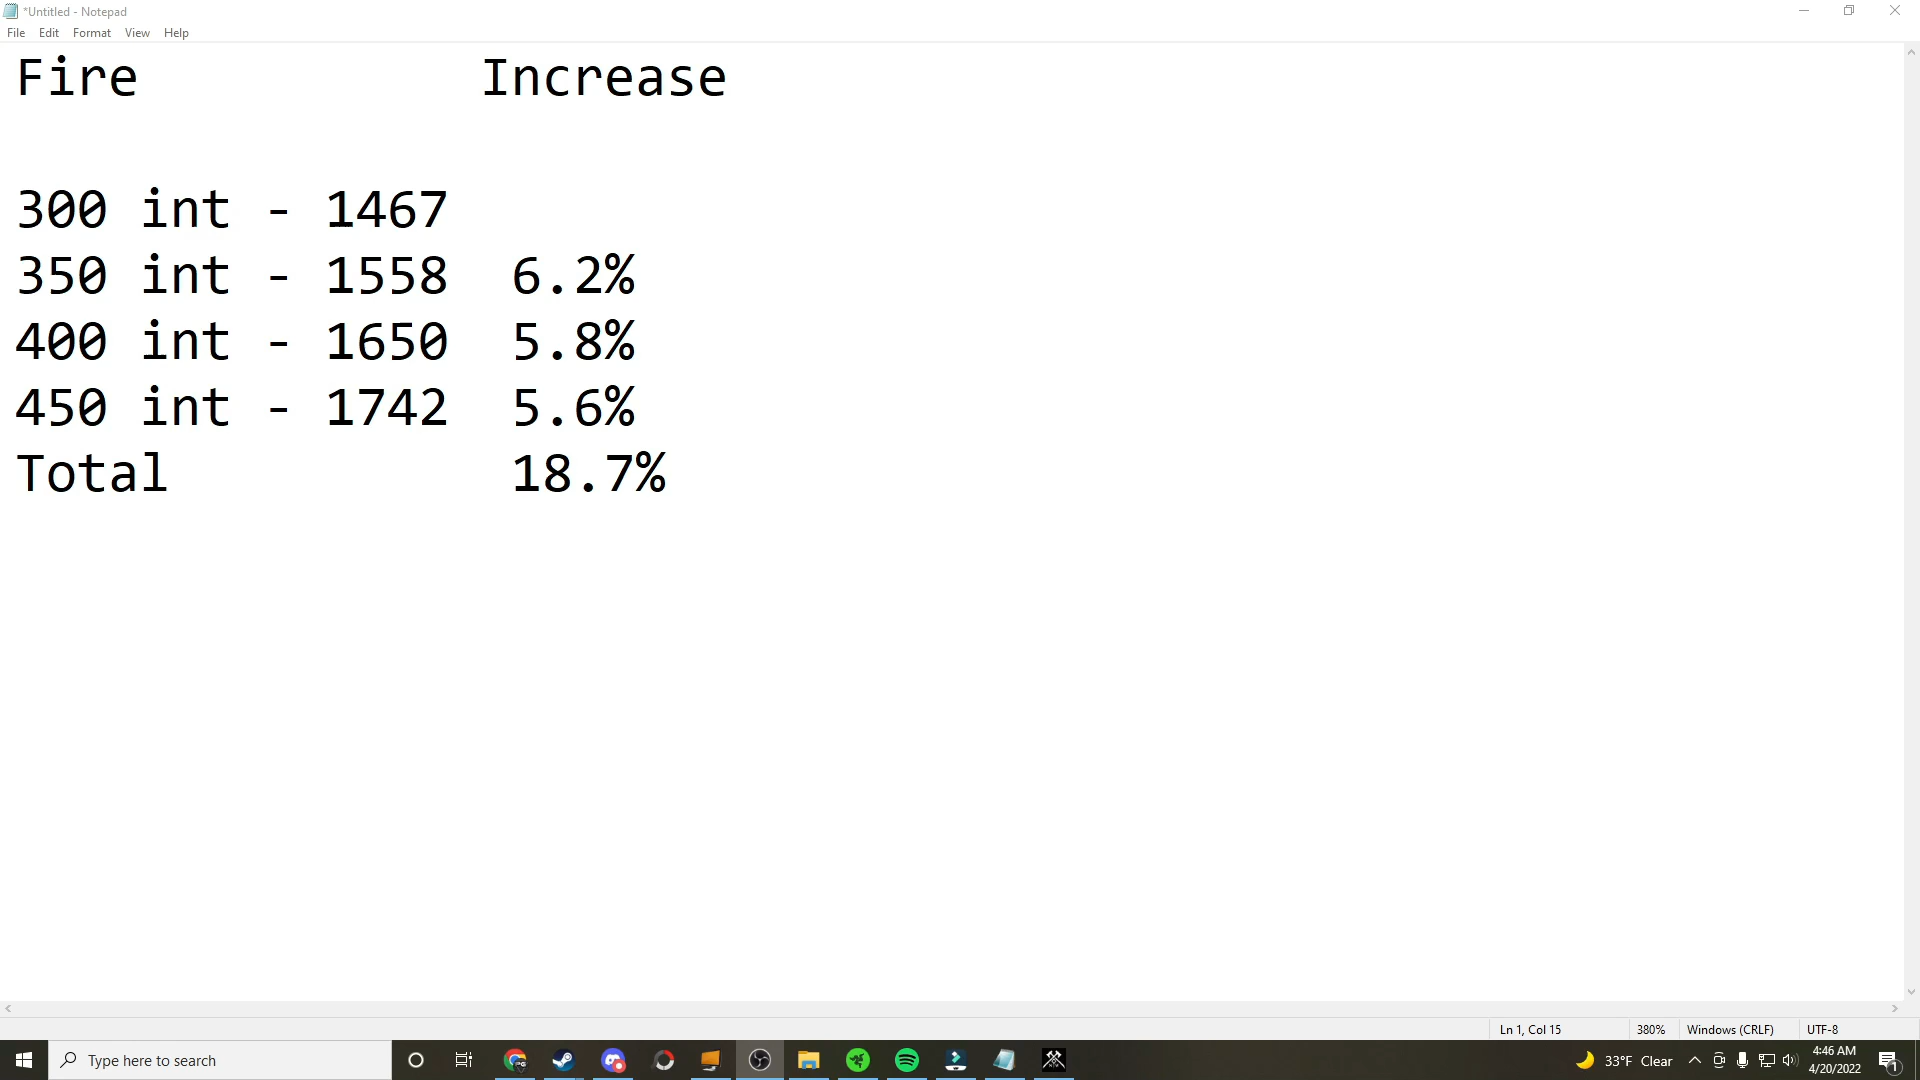 *Untitled - Notepad
File Edit Format View Help
Fire Increase
300 int - 1467
350 int - 1558 6.2%
400 int - 1650 5.8%
450 int - 1742 5.6%
Total 18.7%
Ln 1, Col 15 380% Windows (CRLF) UTF-8
Type here to search
33°F Clear
4:46 AM
4/20/2022
1